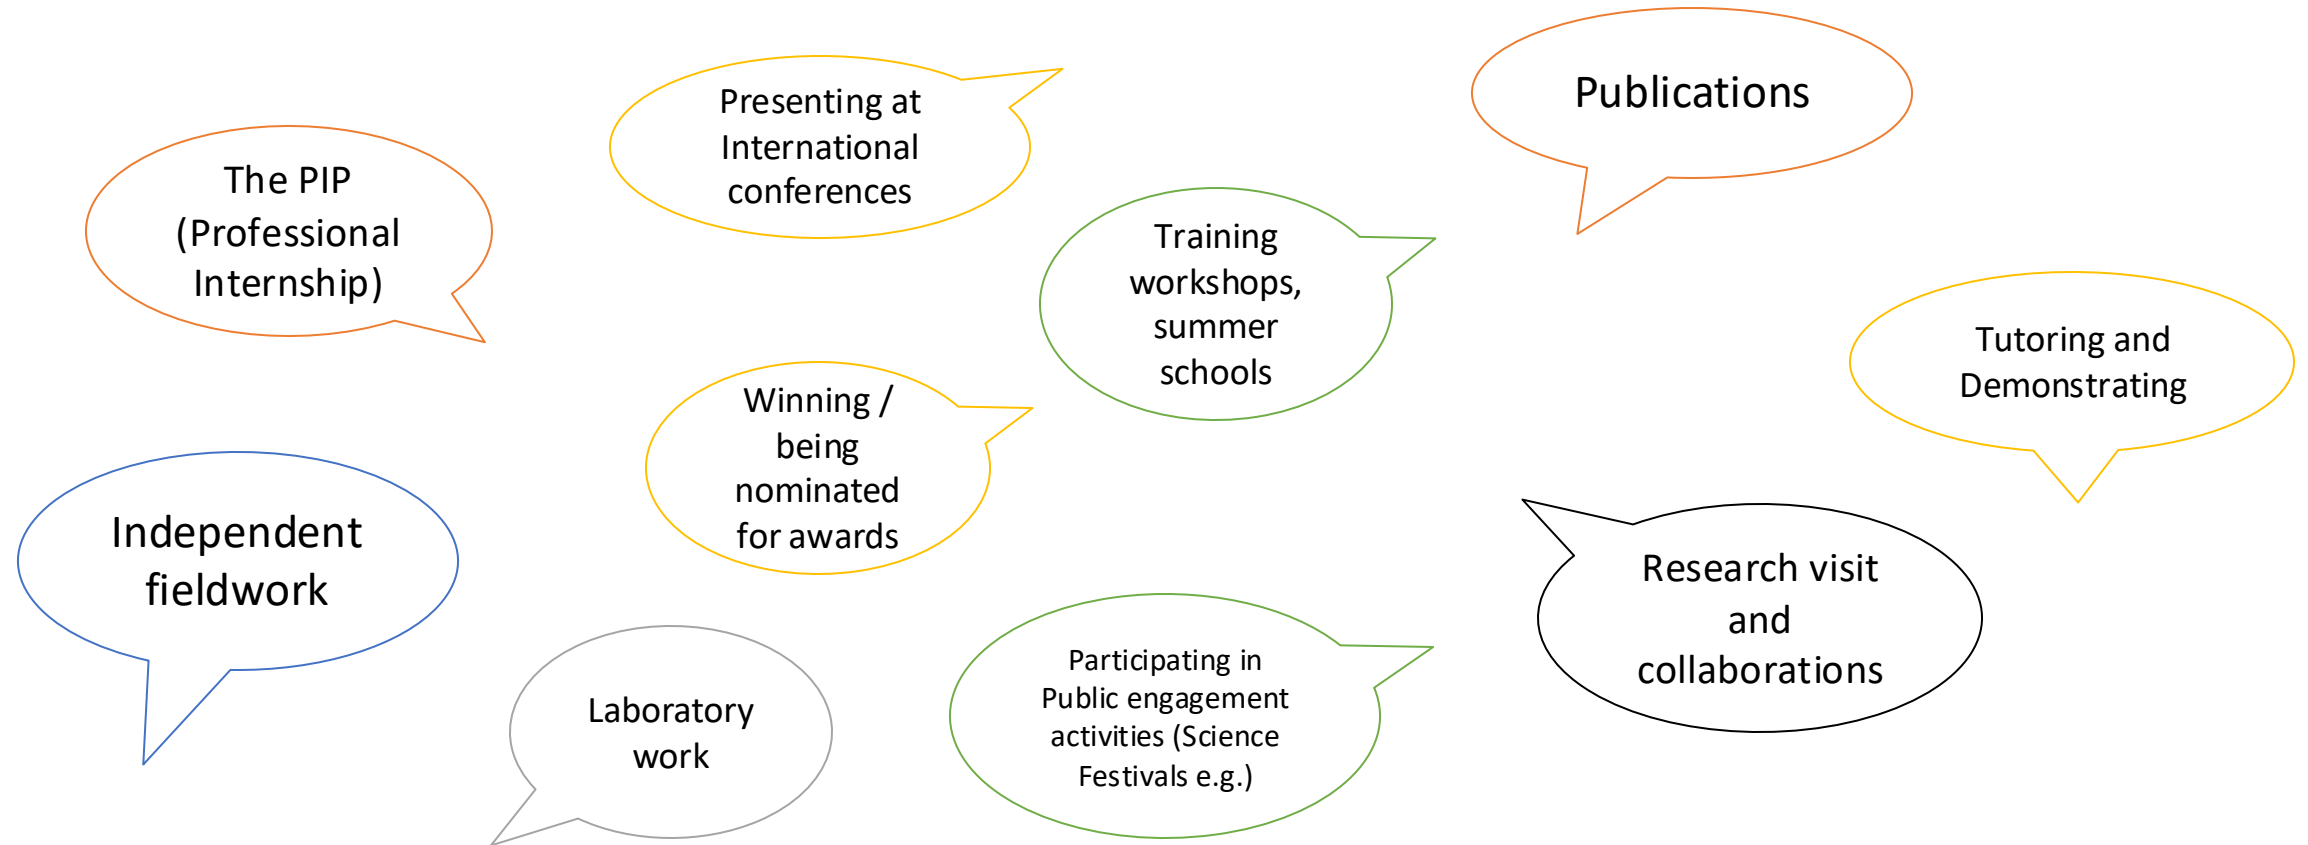 The PIP
(Professional
Internship)
Presenting at
International
conferences
Publications
Training
workshops,
summer
schools
Tutoring and
Demonstrating
Winning /
being
nominated
for awards
Independent
fieldwork
Research visit
and
collaborations
Laboratory
work
Participating in
Public engagement
activities (Science
Festivals e.g.)